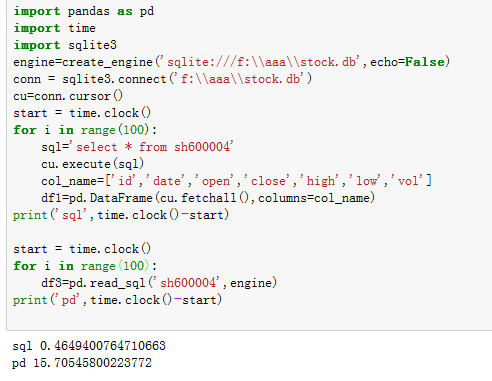 import pandas as pd
import time
import sqlite3
engine=create_engine('sqlite:///f:\\aaa\\stock.db',echo=False)
conn = sqlite3.connect('f:\\aaa\\stock.db')
cu=conn.cursor()
start = time.clock()
for i in range(100):
    sql='select * from sh600004'
    cu.execute(sql)
    col_name=['id','date','open','close','high','low','vol']
    df1=pd.DataFrame(cu.fetchall(),columns=col_name)
print('sql',time.clock()-start)
start = time.clock()
for i in range(100):
    df3=pd.read_sql('sh600004',engine)
print('pd',time.clock()-start)
sql 0.4649400764710663
pd 15.70545800223772